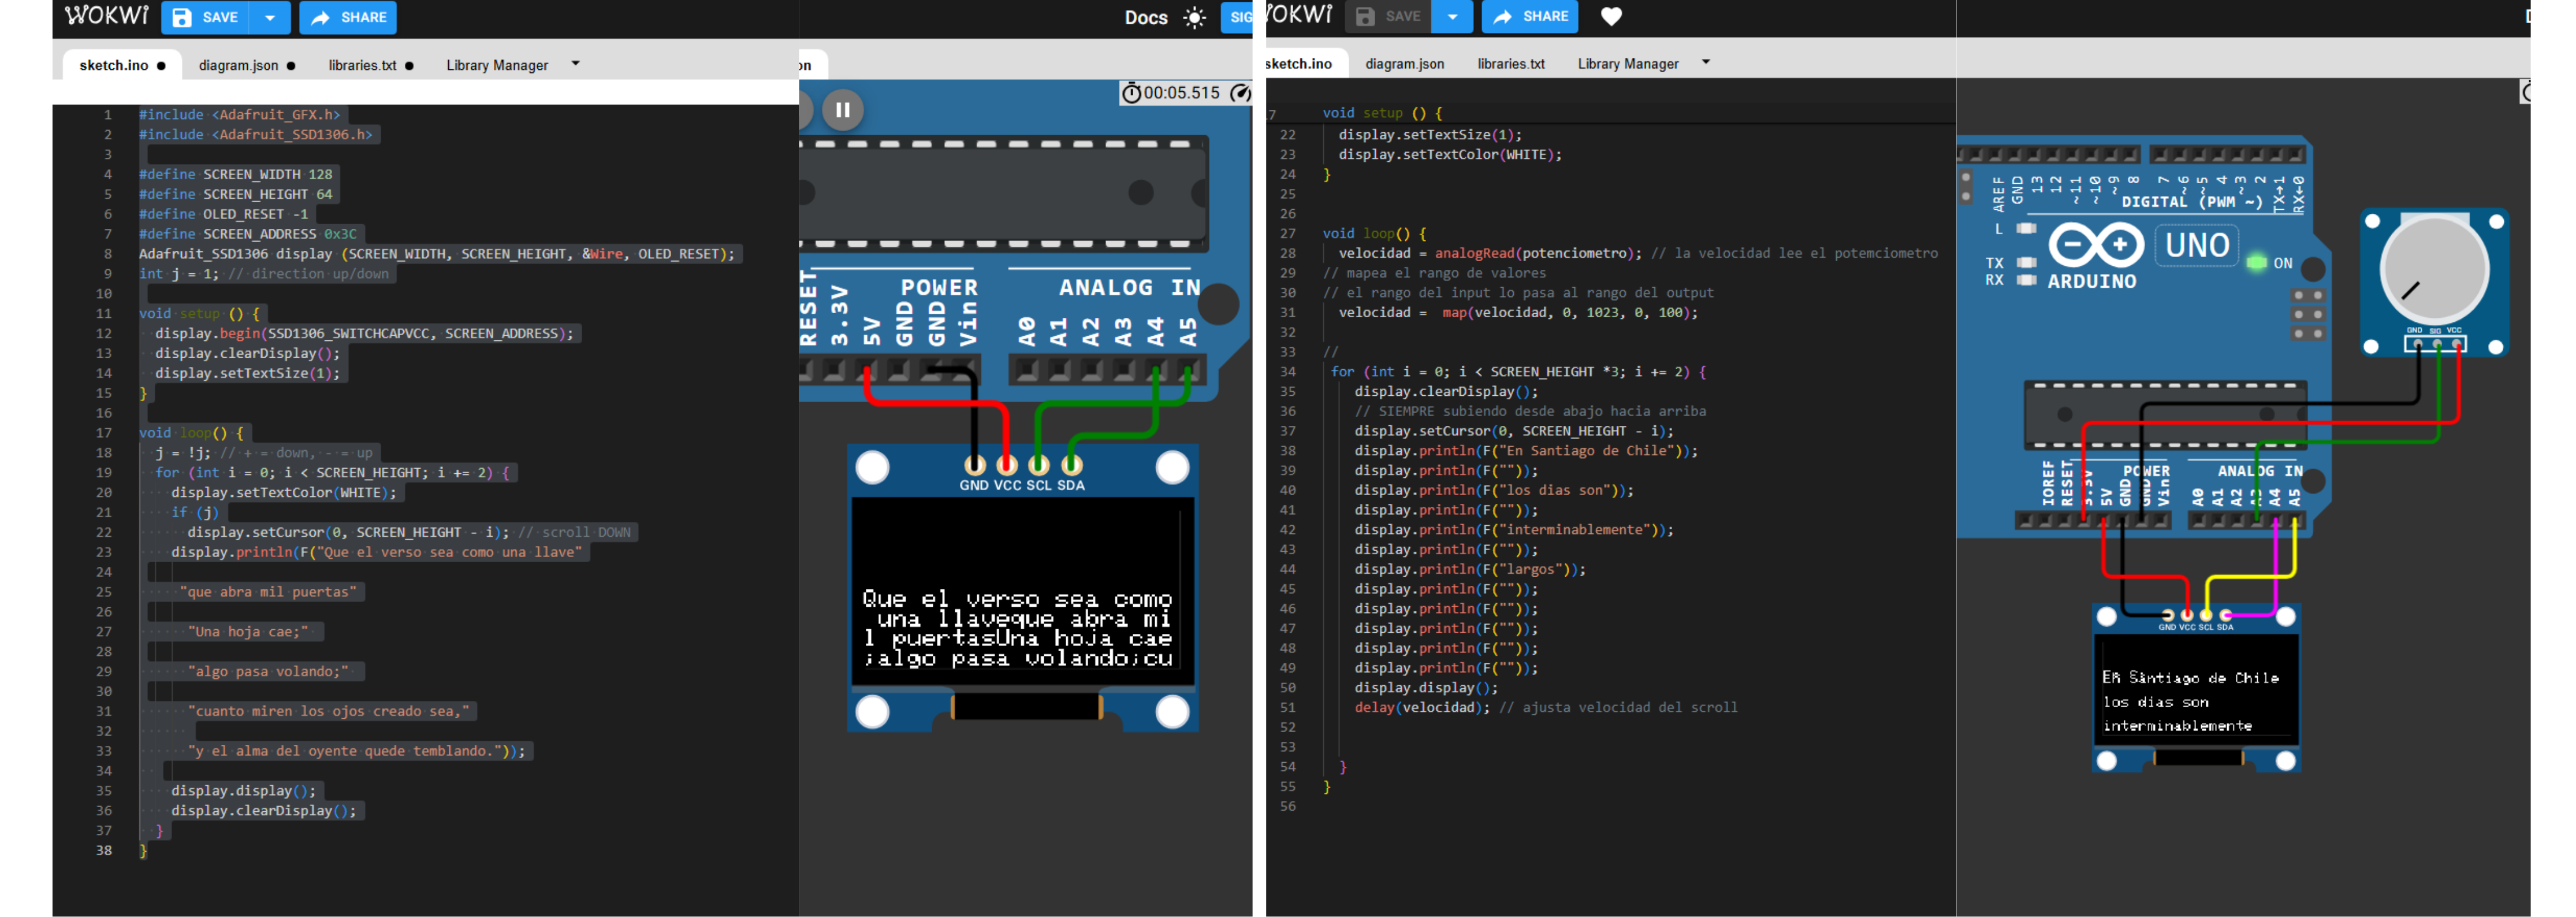 WOKWi SAVE SHARE
sketch.ino ● diagram.json ● libraries.txt ● Library Manager
1 #include <Adafruit_GFX.h>
2 #include <Adafruit_SSD1306.h>
3
4 #define SCREEN_WIDTH 128
5 #define SCREEN_HEIGHT 64
6 #define OLED_RESET -1
7 #define SCREEN_ADDRESS 0x3C
8 Adafruit_SSD1306 display (SCREEN_WIDTH, SCREEN_HEIGHT, &Wire, OLED_RESET);
9 int j = 1; // direction up/down
10
11 void setup () {
12 display.begin(SSD1306_SWITCHCAPVCC, SCREEN_ADDRESS);
13 display.clearDisplay();
14 display.setTextSize(1);
15 }
16
17 void loop() {
18 j = !j; // + = down, - = up
19 for (int i = 0; i < SCREEN_HEIGHT; i += 2) {
20 display.setTextColor(WHITE);
21 if (j)
22 display.setCursor(0, SCREEN_HEIGHT - i); // scroll DOWN
23 display.println(F("Que el verso sea como una llave"
24
25 "que abra mil puertas"
26
27 "Una hoja cae;"
28
29 "algo pasa volando;"
30
31 "cuanto miren los ojos creado sea,"
32
33 "y el alma del oyente quede temblando."));
34
35 display.display();
36 display.clearDisplay();
37 }
38 }
Docs SIG
on
00:05.515
RESET 3.3V 5V GND GND Vin
POWER
ANALOG IN
A0 A1 A2 A3 A4 A5
GND VCC SCL SDA
Que el verso sea como
una llaveque abra mi
l puertasUna hoja cae
;algo pasa volando;cu
OKWi SAVE SHARE
sketch.ino diagram.json libraries.txt Library Manager
7 void setup () {
22 display.setTextSize(1);
23 display.setTextColor(WHITE);
24 }
25
26
27 void loop() {
28 velocidad = analogRead(potenciometro); // la velocidad lee el potemciometro
29 // mapea el rango de valores
30 // el rango del input lo pasa al rango del output
31 velocidad = map(velocidad, 0, 1023, 0, 100);
32
33 //
34 for (int i = 0; i < SCREEN_HEIGHT *3; i += 2) {
35 display.clearDisplay();
36 // SIEMPRE subiendo desde abajo hacia arriba
37 display.setCursor(0, SCREEN_HEIGHT - i);
38 display.println(F("En Santiago de Chile"));
39 display.println(F(""));
40 display.println(F("los dias son"));
41 display.println(F(""));
42 display.println(F("interminablemente"));
43 display.println(F(""));
44 display.println(F("largos"));
45 display.println(F(""));
46 display.println(F(""));
47 display.println(F(""));
48 display.println(F(""));
49 display.println(F(""));
50 display.display();
51 delay(velocidad); // ajusta velocidad del scroll
52
53
54 }
55 }
56
AREF GND 13 12 ~11 ~10 ~9 8 7 ~6 ~5 4 ~3 2 TX→1 RX←0
DIGITAL (PWM ~)
L
TX
RX
UNO
ARDUINO
ON
GND SIG VCC
IOREF RESET 3.3V 5V GND GND Vin
POWER
ANALOG IN
A0 A1 A2 A3 A4 A5
GND VCC SCL SDA
Santiago de Chile
los dias son
interminablemente